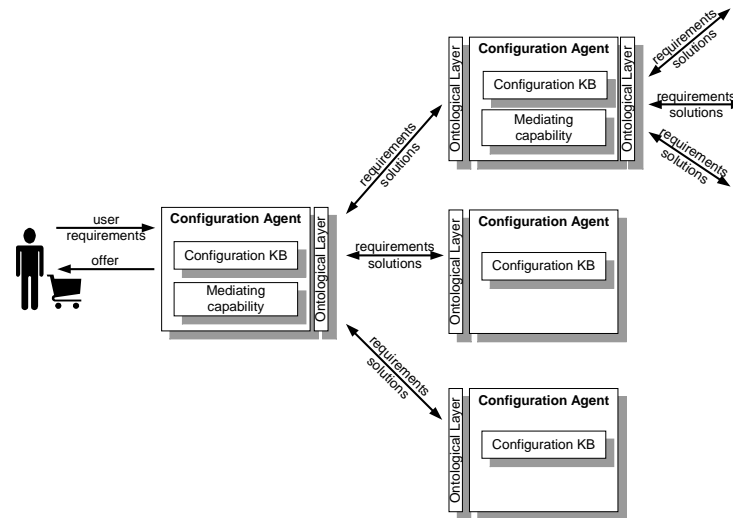 user
requirements
offer
Configuration Agent
Configuration KB
Mediating
capability
Ontological Layer
requirements
solutions
requirements
solutions
requirements
solutions
Ontological Layer
Configuration Agent
Configuration KB
Mediating
capability
Ontological Layer
requirements
solutions
requirements
solutions
requirements
solutions
Ontological Layer
Configuration Agent
Configuration KB
Ontological Layer
Configuration Agent
Configuration KB